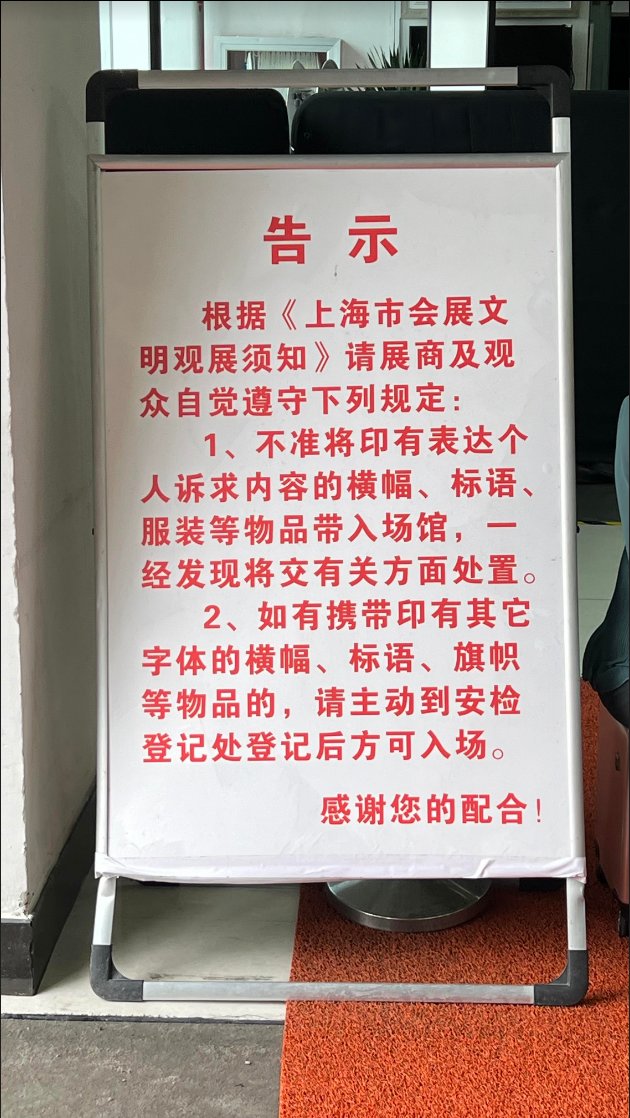 告 示
根据《上海市会展文
明观展须知》请展商及观
众自觉遵守下列规定：
1、不准将印有表达个
人诉求内容的横幅、标语、
服装等物品带入场馆，一
经发现将交有关方面处置。
2、如有携带印有其它
字体的横幅、标语、旗帜
等物品的，请主动到安检
登记处登记后方可入场。
感谢您的配合！